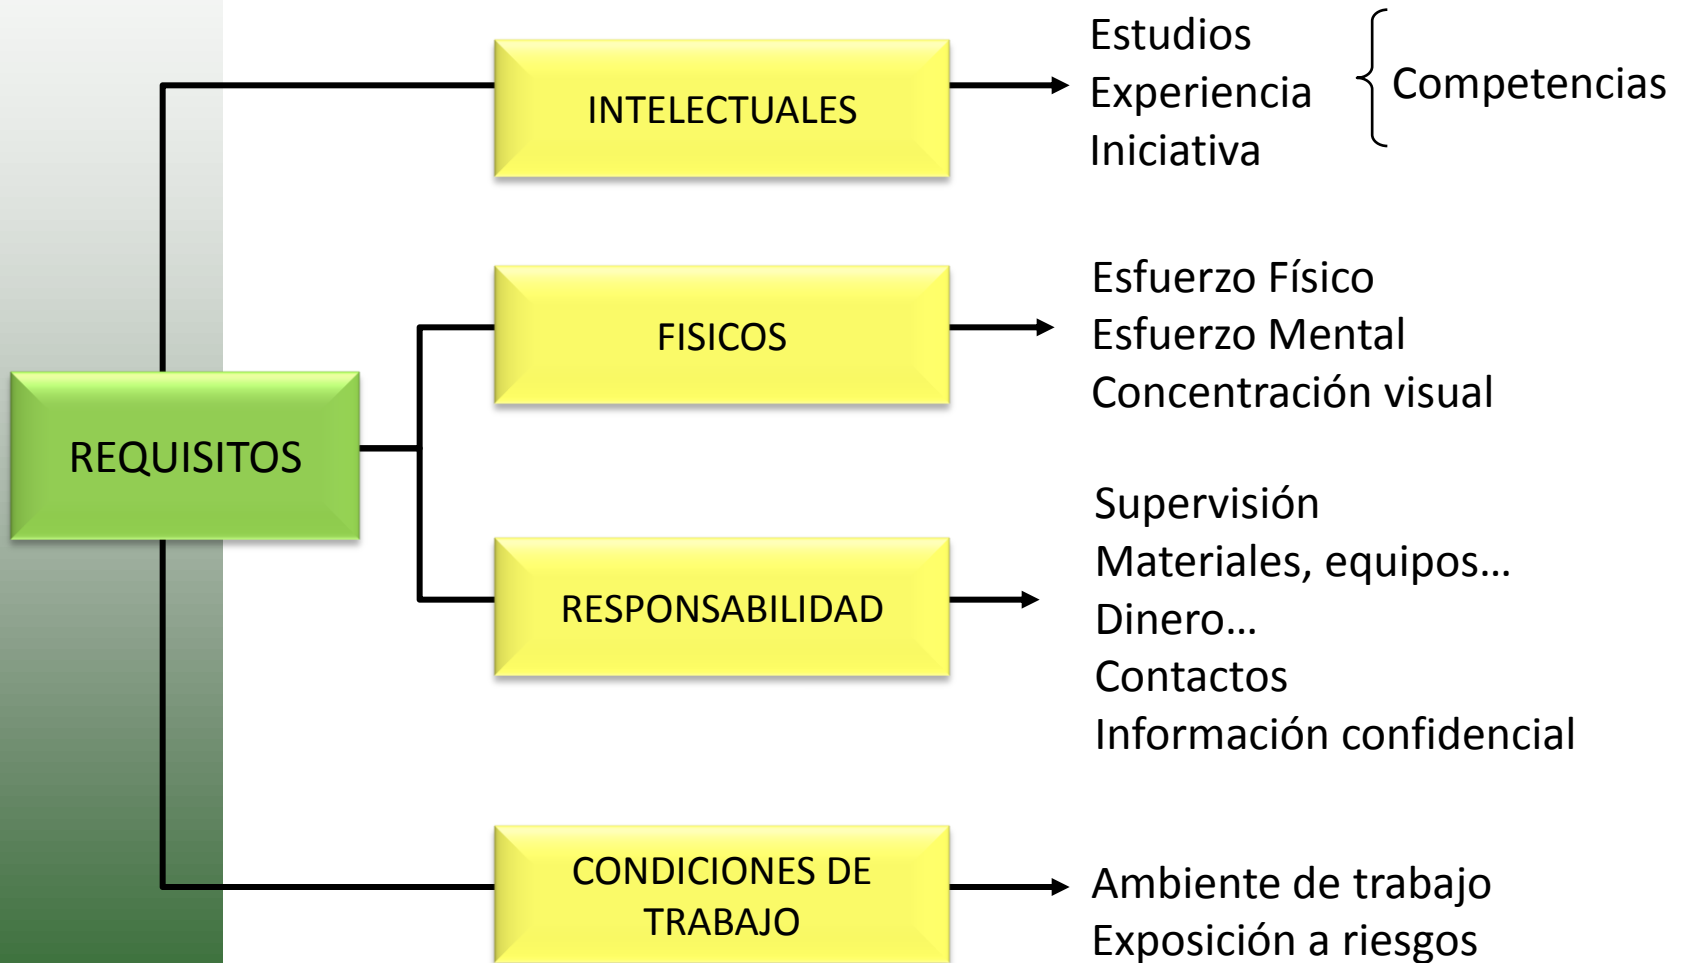 INTELECTUALES
Estudios
Experiencia
Iniciativa
Competencias
FISICOS
Esfuerzo Físico
Esfuerzo Mental
Concentración visual
REQUISITOS
RESPONSABILIDAD
Supervisión
Materiales, equipos…
Dinero…
Contactos
Información confidencial
CONDICIONES DE
TRABAJO
Ambiente de trabajo
Exposición a riesgos